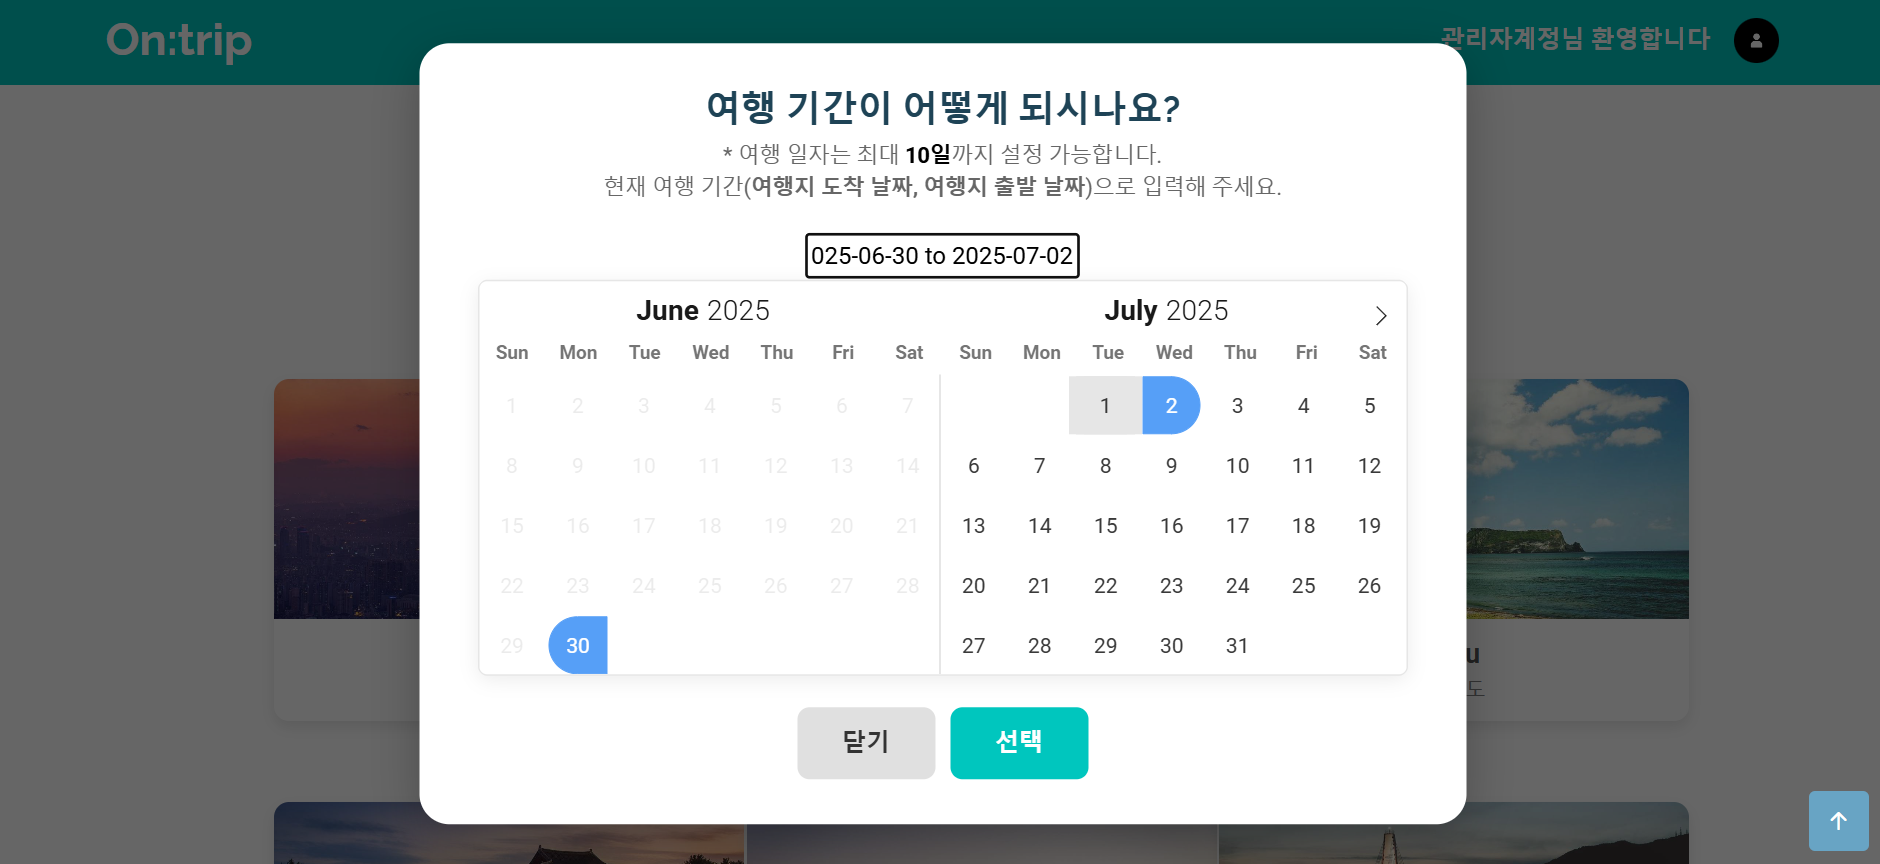 On:trip
관리자계정님 환영합니다
여행 기간이 어떻게 되시나요?
* 여행 일자는 최대 10일까지 설정 가능합니다.
현재 여행 기간(여행지 도착 날짜, 여행지 출발 날짜)으로 입력해 주세요.
025-06-30 to 2025-07-02
June 2025
Sun Mon Tue Wed Thu Fri Sat
1 2 3 4 5 6 7
8 9 10 11 12 13 14
15 16 17 18 19 20 21
22 23 24 25 26 27 28
29 30
July 2025
Sun Mon Tue Wed Thu Fri Sat
1 2 3 4 5
6 7 8 9 10 11 12
13 14 15 16 17 18 19
20 21 22 23 24 25 26
27 28 29 30 31
u
도
닫기 선택